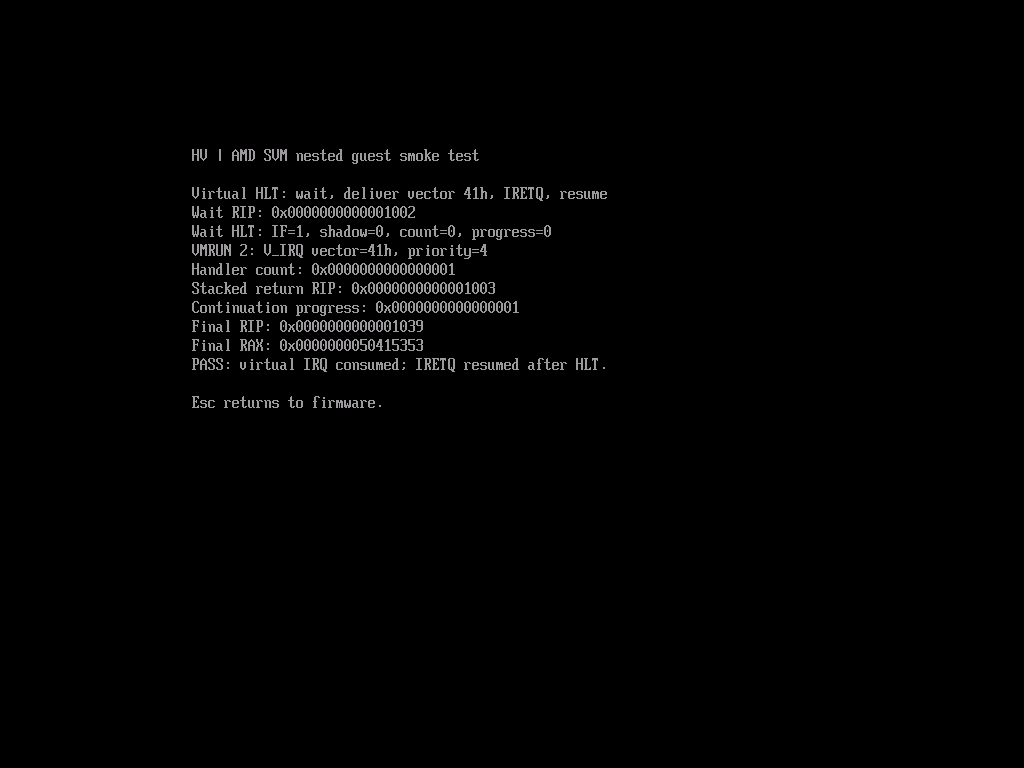 HV | AMD SVM nested guest smoke test
Virtual HLT: wait, deliver vector 41h, IRETQ, resume
Wait RIP: 0x0000000000001002
Wait HLT: IF=1, shadow=0, count=0, progress=0
VMRUN 2: V_IRQ vector=41h, priority=4
Handler count: 0x0000000000000001
Stacked return RIP: 0x0000000000001003
Continuation progress: 0x0000000000000001
Final RIP: 0x0000000000001039
Final RAX: 0x0000000050415353
PASS: virtual IRQ consumed; IRETQ resumed after HLT.
Esc returns to firmware.